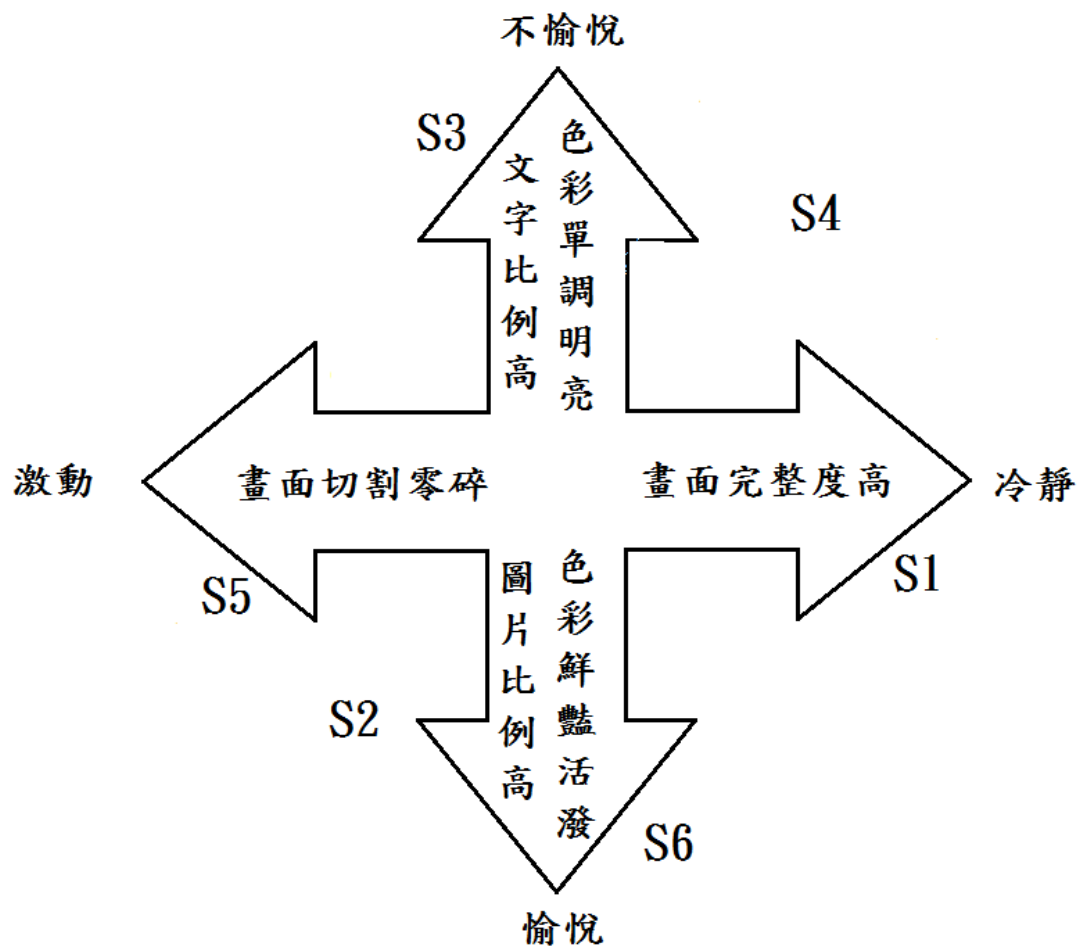 不愉悅
S3
文字比例高
色彩單調明亮
S4
激動
畫面切割零碎
畫面完整度高
冷靜
S5
S1
圖片比例高
色彩鮮豔活潑
S2
S6
愉悅